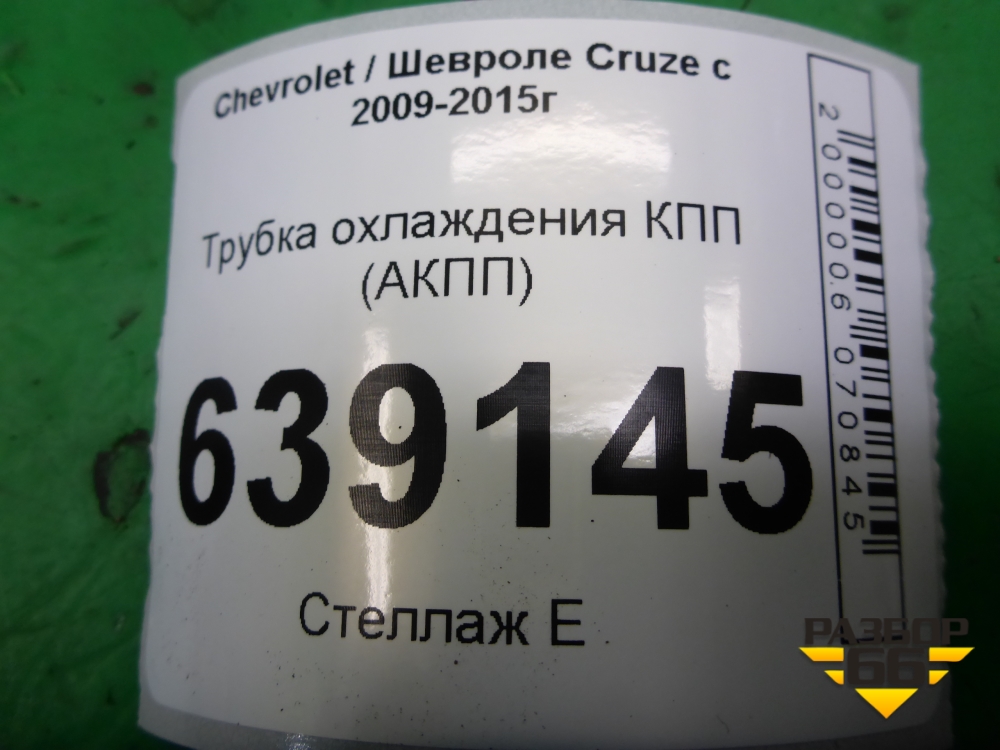 Chevrolet / Шевроле Cruze с
2009-2015г
Трубка охлаждения КПП
(АКПП)
639145
Стеллаж Е
2000006070845
РАЗБОР
66